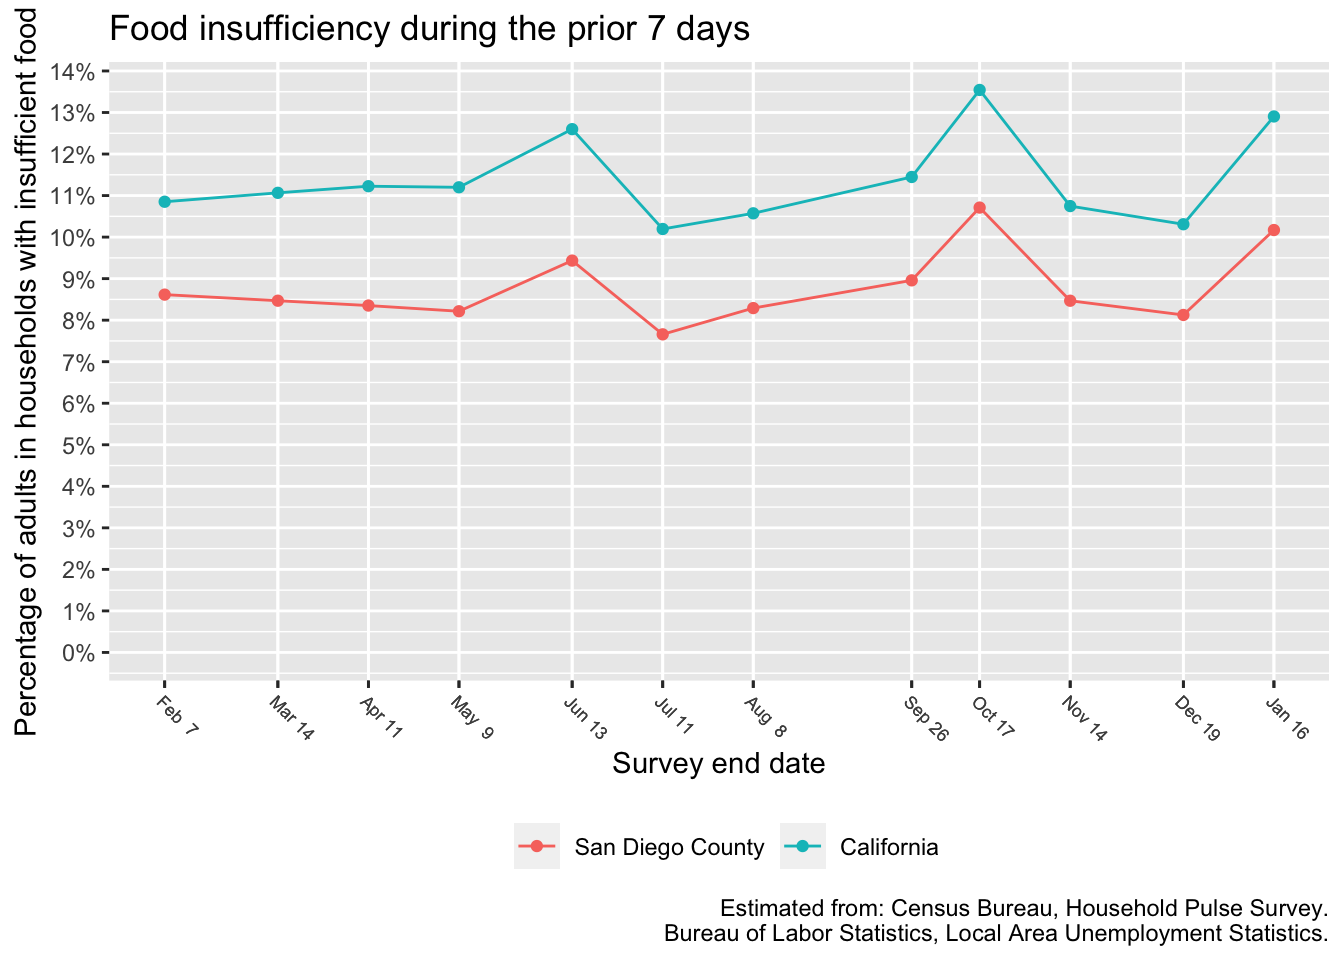 Food insufficiency during the prior 7 days
Percentage of adults in households with insufficient food
14%
13%
12%
11%
10%
9%
8%
7%
6%
5%
4%
3%
2%
1%
0%
Feb 7
Mar 14
Apr 11
May 9
Jun 13
Jul 11
Aug 8
Sep 26
Oct 17
Nov 14
Dec 19
Jan 16
Survey end date
San Diego County
California
Estimated from: Census Bureau, Household Pulse Survey.
Bureau of Labor Statistics, Local Area Unemployment Statistics.